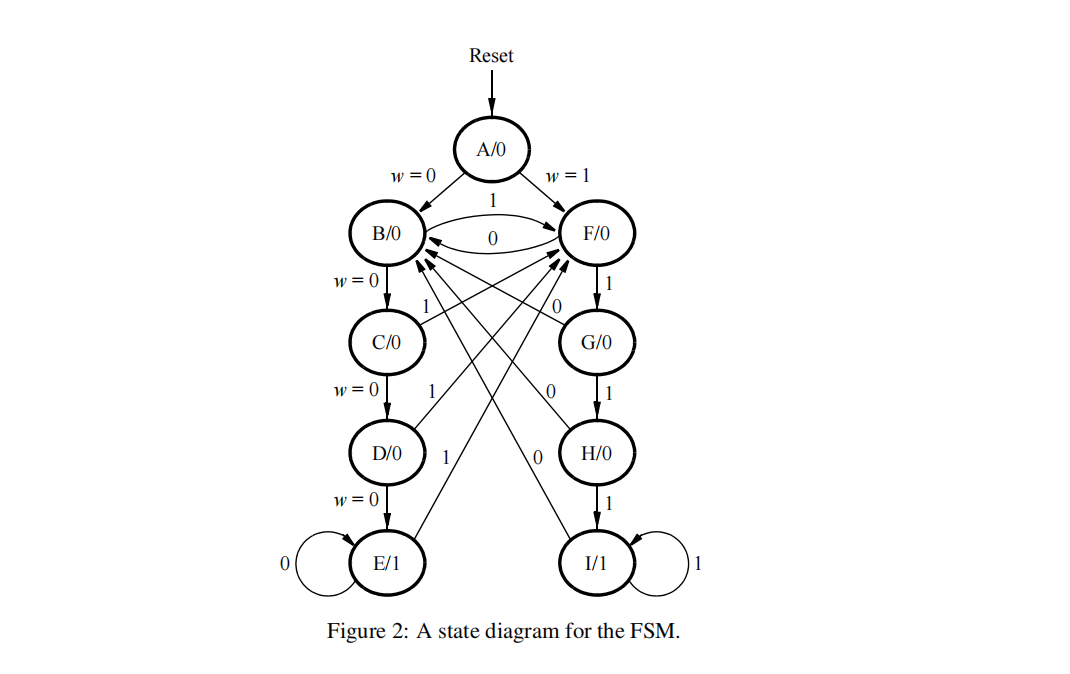 Reset
A/0
w = 0 w = 1
1
B/0 F/0
0
w = 0 1
1 0
C/0 G/0
w = 0 1 0 1
D/0 1 0 H/0
w = 0 1
0 E/1 I/1 1
Figure 2: A state diagram for the FSM.